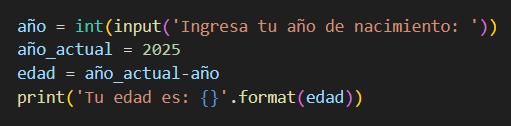 año = int(input('Ingresa tu año de nacimiento: '))
año_actual = 2025
edad = año_actual-año
print('Tu edad es: {}'.format(edad))